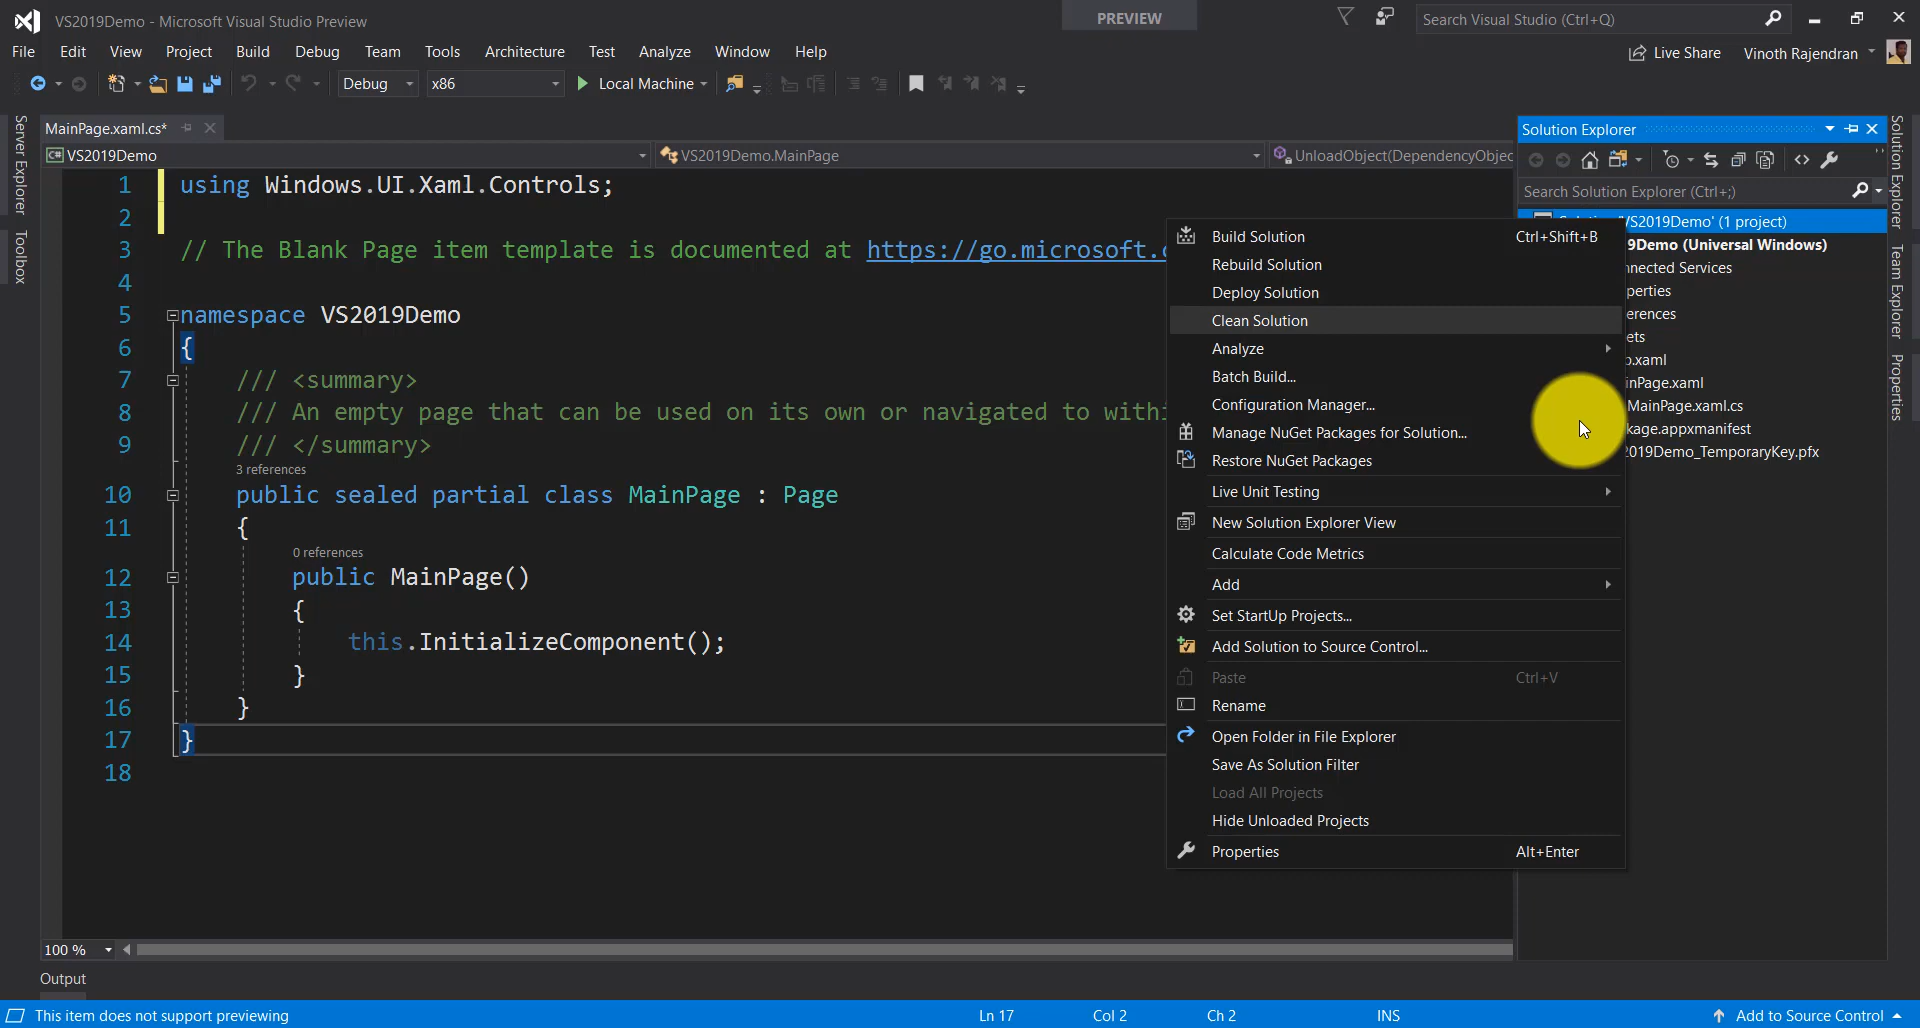 VS2019Demo - Microsoft Visual Studio Preview
PREVIEW
Search Visual Studio (Ctrl+Q)
File Edit View Project Build Debug Team Tools Architecture Test Analyze Window Help
Live Share
Vinoth Rajendran
Debug
x86
Local Machine
Server Explorer
Toolbox
MainPage.xaml.cs*
C# VS2019Demo
VS2019Demo.MainPage
UnloadObject(DependencyObjec
1 using Windows.UI.Xaml.Controls;
2
3 // The Blank Page item template is documented at https://go.microsoft.c
4
5 namespace VS2019Demo
6 {
7 /// <summary>
8 /// An empty page that can be used on its own or navigated to withi
9 /// </summary>
3 references
10 public sealed partial class MainPage : Page
11 {
0 references
12 public MainPage()
13 {
14 this.InitializeComponent();
15 }
16 }
17 }
18
100 %
Build Solution Ctrl+Shift+B
Rebuild Solution
Deploy Solution
Clean Solution
Analyze
Batch Build...
Configuration Manager...
Manage NuGet Packages for Solution...
Restore NuGet Packages
Live Unit Testing
New Solution Explorer View
Calculate Code Metrics
Add
Set StartUp Projects...
Add Solution to Source Control...
Paste Ctrl+V
Rename
Open Folder in File Explorer
Save As Solution Filter
Load All Projects
Hide Unloaded Projects
Properties Alt+Enter
Solution Explorer
Search Solution Explorer (Ctrl+;)
VS2019Demo' (1 project)
9Demo (Universal Windows)
nnected Services
perties
erences
ets
p.xaml
inPage.xaml
MainPage.xaml.cs
kage.appxmanifest
2019Demo_TemporaryKey.pfx
Solution Explorer
Team Explorer
Properties
Output
This item does not support previewing
Ln 17
Col 2
Ch 2
INS
Add to Source Control